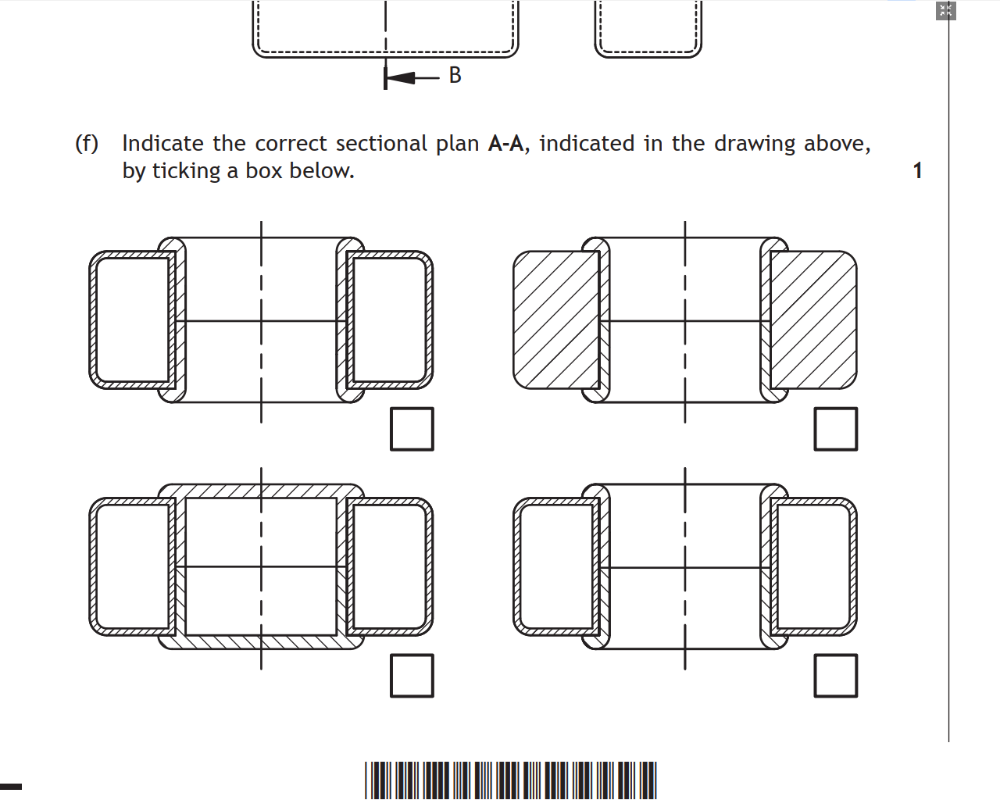 B
(f) Indicate the correct sectional plan A-A, indicated in the drawing above,
by ticking a box below.
1